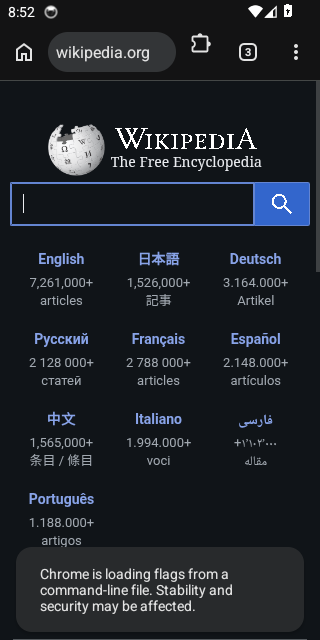 8:52
wikipedia.org
3
WIKIPEDIA
The Free Encyclopedia
English
7,261,000+
articles
日本語
1,526,000+
記事
Deutsch
3.164.000+
Artikel
Русский
2 128 000+
статей
Français
2 788 000+
articles
Español
2.148.000+
artículos
中文
1,565,000+
条目 / 條目
Italiano
1.994.000+
voci
فارسی
۱٬۱۰۳٬۰۰۰+
مقاله
Português
1.188.000+
artigos
Chrome is loading flags from a
command-line file. Stability and
security may be affected.